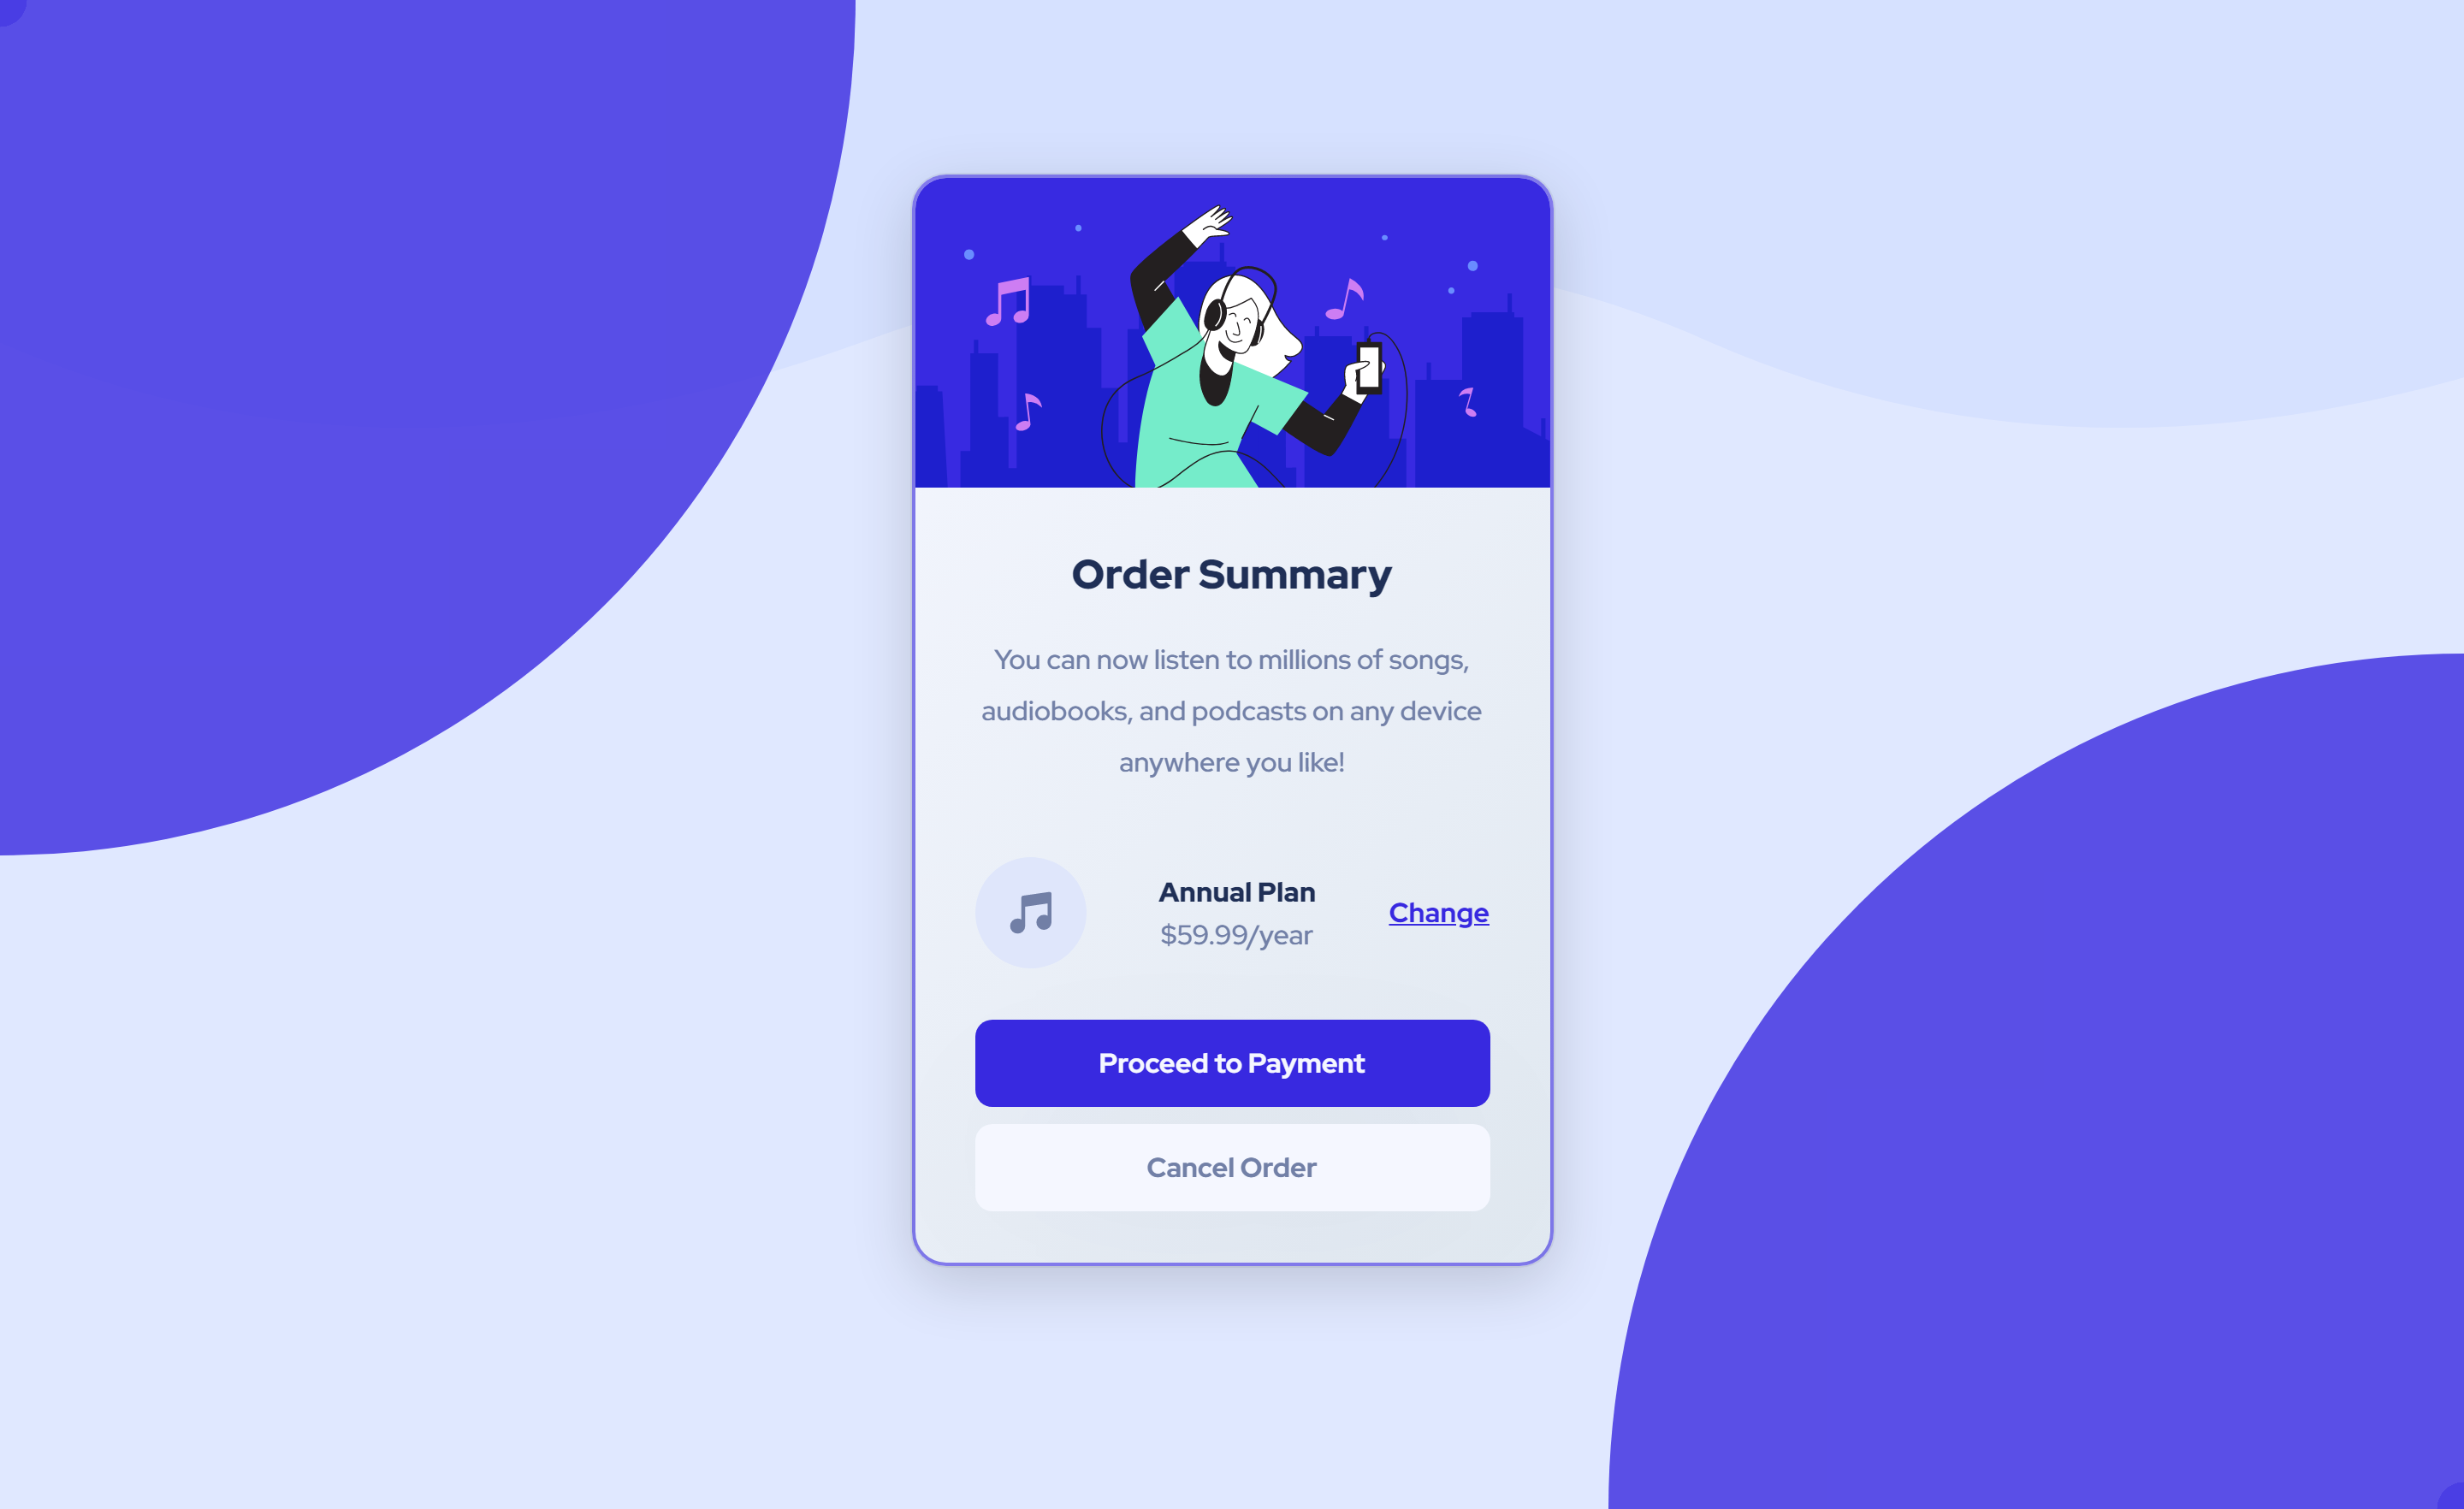 Order Summary
You can now listen to millions of songs,
audiobooks, and podcasts on any device
anywhere you like!
Annual Plan
$59.99/year
Change
Proceed to Payment
Cancel Order